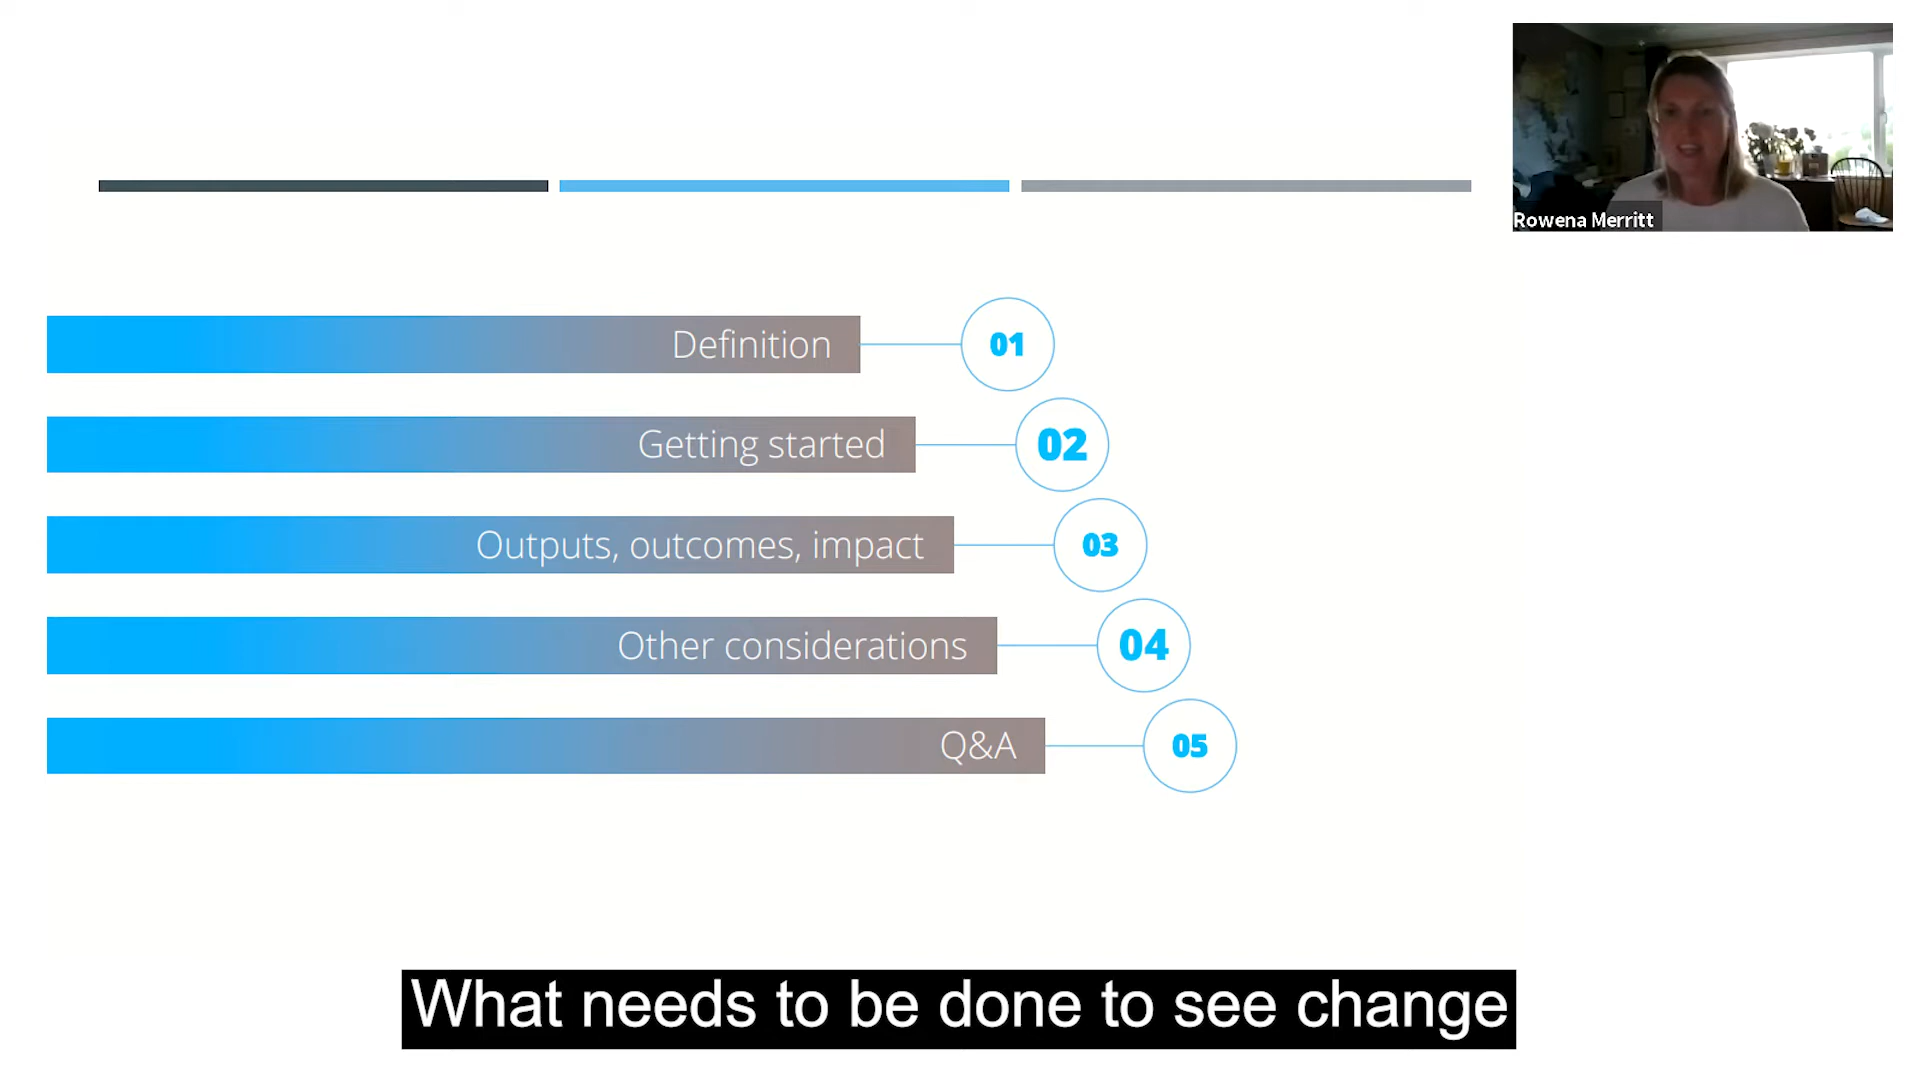 Rowena Merritt
Definition 01
Getting started 02
Outputs, outcomes, impact 03
Other considerations 04
Q&A 05
What needs to be done to see change